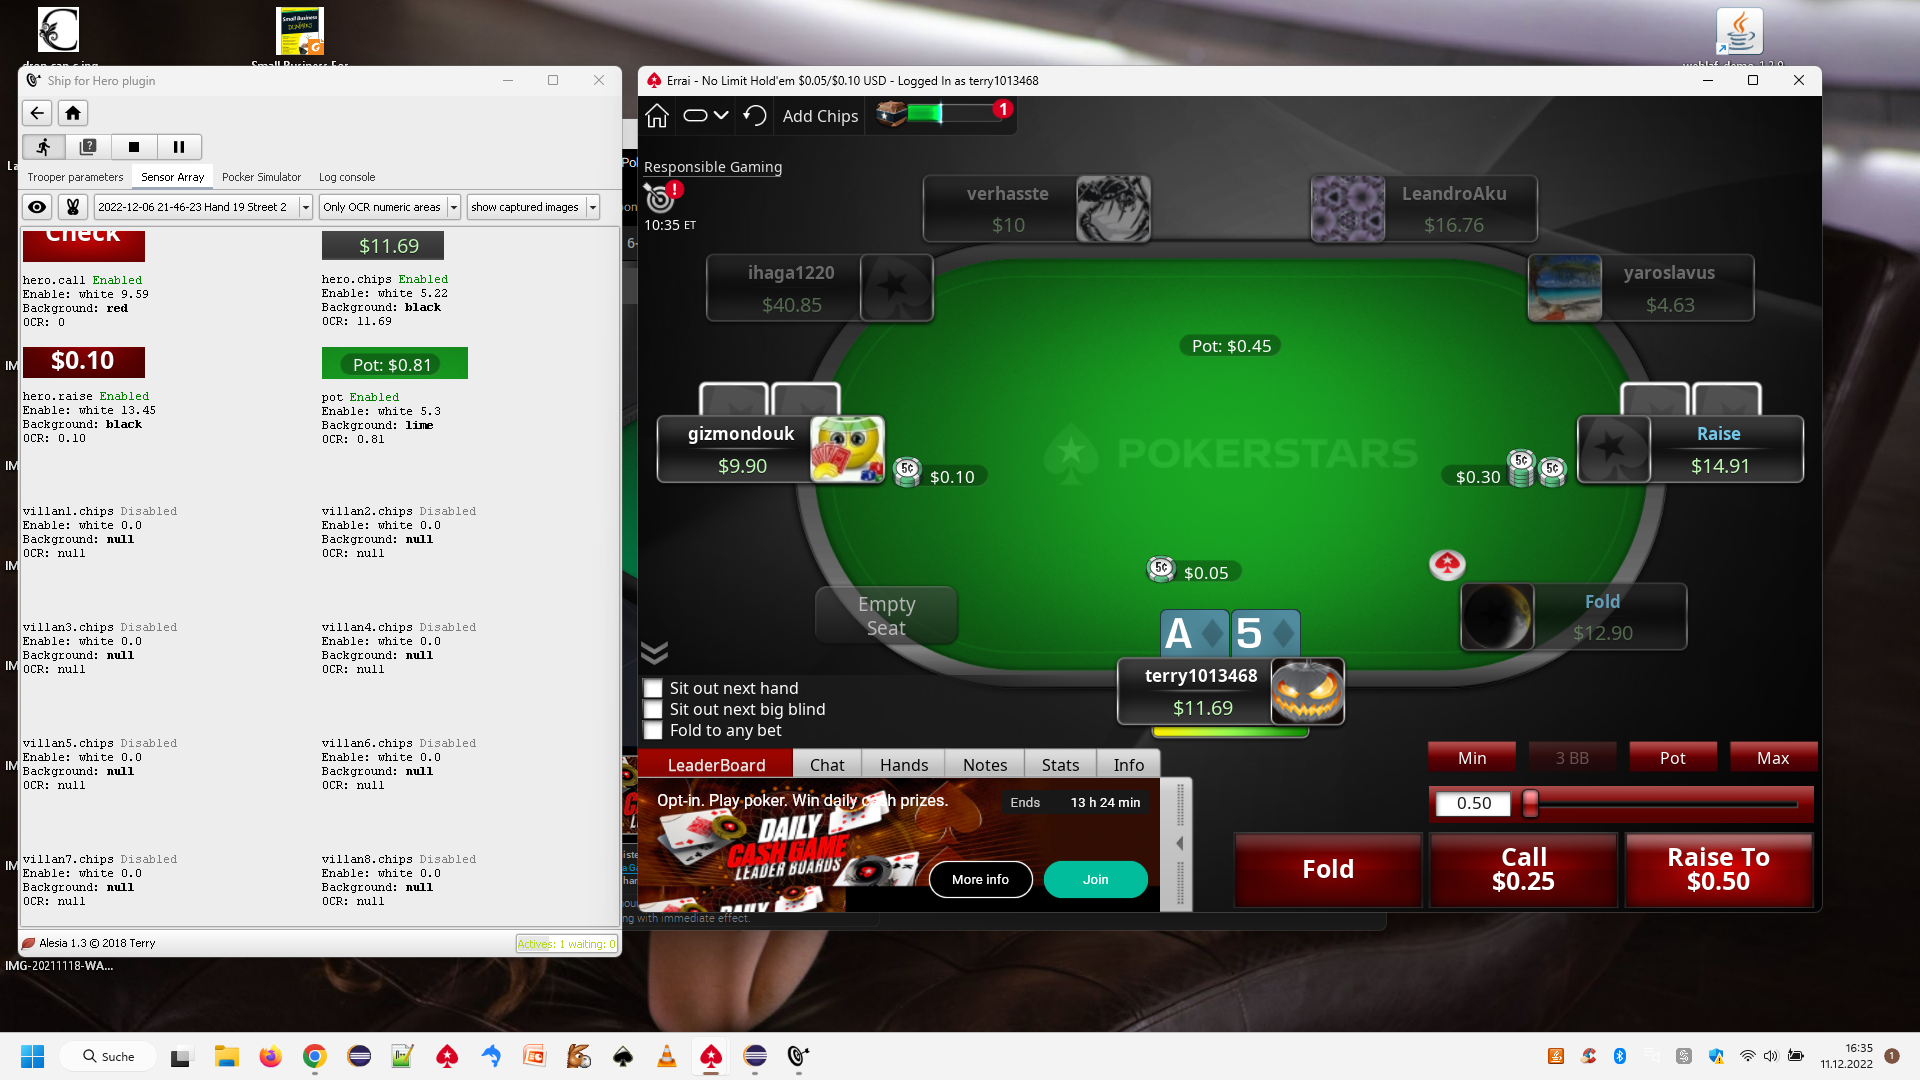 Ship for Hero plugin
Trooper parameters
Sensor Array
Pocker Simulator
Log console
2022-12-06 21-46-23 Hand 19 Street 2
Only OCR numeric areas
show captured images
Check
hero.call Enabled
Enable: white 9.59
Background: red
OCR: 0
$11.69
hero.chips Enabled
Enable: white 5.22
Background: black
OCR: 11.69
$0.10
hero.raise Enabled
Enable: white 13.45
Background: black
OCR: 0.10
Pot: $0.81
pot Enabled
Enable: white 5.3
Background: lime
OCR: 0.81
villan1.chips Disabled
Enable: white 0.0
Background: null
OCR: null
villan2.chips Disabled
Enable: white 0.0
Background: null
OCR: null
villan3.chips Disabled
Enable: white 0.0
Background: null
OCR: null
villan4.chips Disabled
Enable: white 0.0
Background: null
OCR: null
villan5.chips Disabled
Enable: white 0.0
Background: null
OCR: null
villan6.chips Disabled
Enable: white 0.0
Background: null
OCR: null
villan7.chips Disabled
Enable: white 0.0
Background: null
OCR: null
villan8.chips Disabled
Enable: white 0.0
Background: null
OCR: null
Alesia 1.3 © 2018 Terry
Actives: 1 waiting: 0
IMG-20211118-WA...
Errai - No Limit Hold'em $0.05/$0.10 USD - Logged In as terry1013468
Add Chips
1
Responsible Gaming
10:35 ET
verhasste
$10
LeandroAku
$16.76
ihaga1220
$40.85
yaroslavus
$4.63
Pot: $0.45
gizmondouk
$9.90
5¢
$0.10
POKERSTARS
$0.30
5¢
5¢
Raise
$14.91
5¢
$0.05
Empty
Seat
Fold
$12.90
A
5
terry1013468
$11.69
Sit out next hand
Sit out next big blind
Fold to any bet
LeaderBoard
Chat
Hands
Notes
Stats
Info
Opt-in. Play poker. Win daily cash prizes.
Ends 13 h 24 min
DAILY
CASH GAME
LEADER BOARDS
More info
Join
Min
3 BB
Pot
Max
0.50
Fold
Call
$0.25
Raise To
$0.50
ng with immediate effect.
Suche
16:35
11.12.2022
1